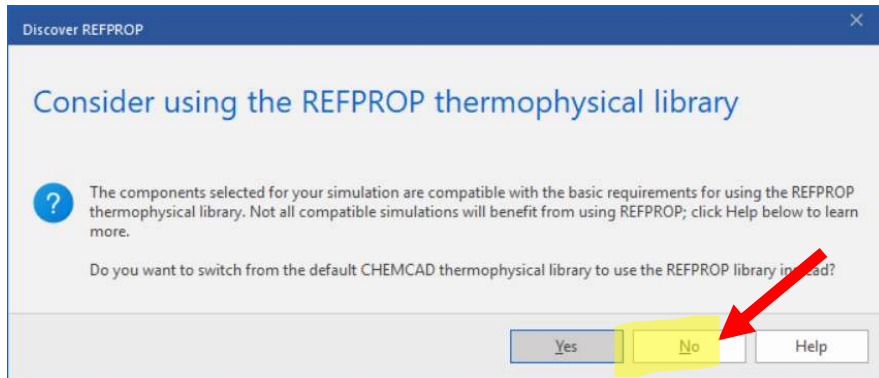 Discover REFPROP
Consider using the REFPROP thermophysical library
The components selected for your simulation are compatible with the basic requirements for using the REFPROP
thermophysical library. Not all compatible simulations will benefit from using REFPROP; click Help below to learn
more.
Do you want to switch from the default CHEMCAD thermophysical library to use the REFPROP library instead?
Yes
No
Help